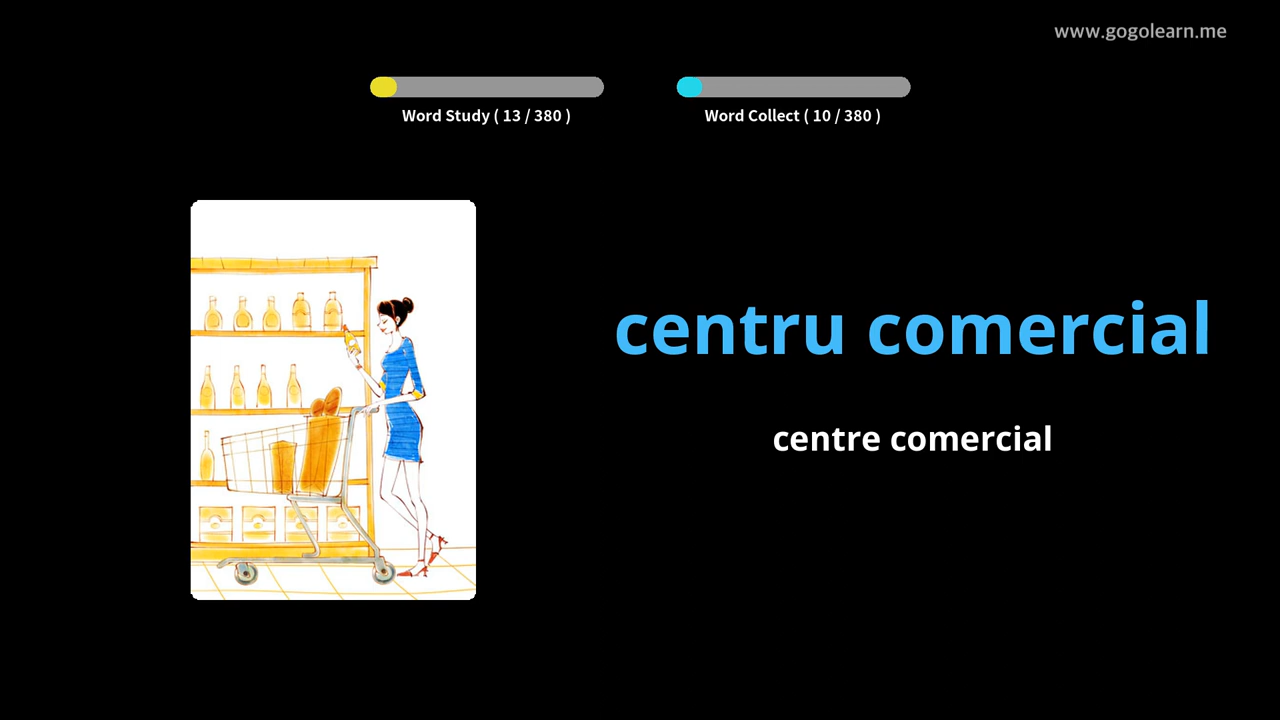 www.gogolearn.me
Word Study ( 13 / 380 )
Word Collect ( 10 / 380 )
centru comercial
centre comercial